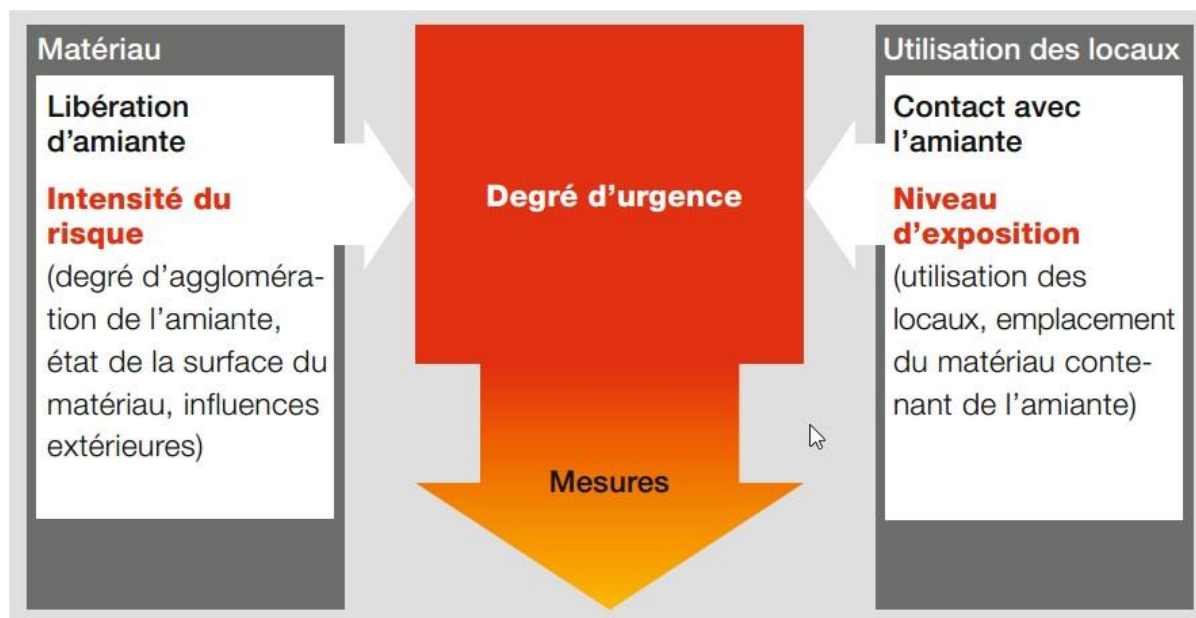 Matériau
Libération
d’amiante
Intensité du
risque
(degré d’aggloméra-
tion de l’amiante,
état de la surface du
matériau, influences
extérieures)
Degré d’urgence
Mesures
Utilisation des locaux
Contact avec
l’amiante
Niveau
d’exposition
(utilisation des
locaux, emplacement
du matériau conte-
nant de l’amiante)